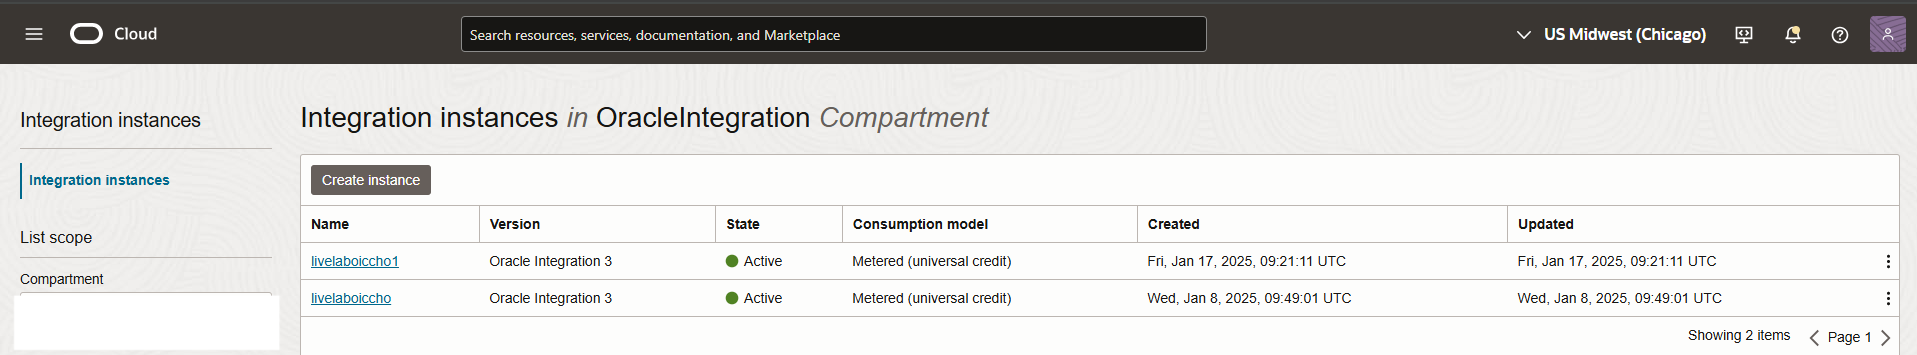 Cloud
Search resources, services, documentation, and Marketplace
US Midwest (Chicago)
Integration instances
Integration instances
List scope
Compartment
Integration instances in OracleIntegration Compartment
Create instance
Name Version State Consumption model Created Updated
livelaboiccho1 Oracle Integration 3 Active Metered (universal credit) Fri, Jan 17, 2025, 09:21:11 UTC Fri, Jan 17, 2025, 09:21:11 UTC
livelaboiccho Oracle Integration 3 Active Metered (universal credit) Wed, Jan 8, 2025, 09:49:01 UTC Wed, Jan 8, 2025, 09:49:01 UTC
Showing 2 items Page 1